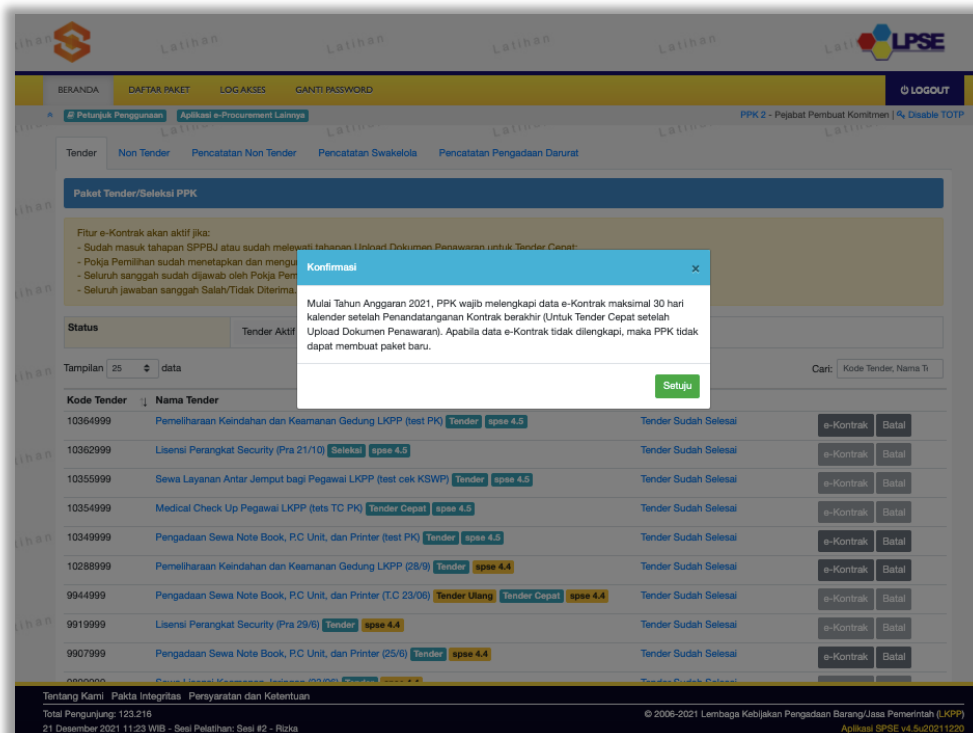 Latihan Latihan Latihan Latihan
LPSE
BERANDA DAFTAR PAKET LOG AKSES GANTI PASSWORD LOGOUT
Petunjuk Penggunaan Aplikasi e-Procurement Lainnya PPK 2 - Pejabat Pembuat Komitmen | Disable TOTP
Tender Non Tender Pencatatan Non Tender Pencatatan Swakelola Pencatatan Pengadaan Darurat
Paket Tender/Seleksi PPK
Fitur e-Kontrak akan aktif jika:
- Sudah masuk tahapan SPPBJ atau sudah melewati tahapan Upload Dokumen Penawaran untuk Tender Cepat;
- Pokja Pemilihan sudah menetapkan dan mengu
- Seluruh sanggah sudah dijawab oleh Pokja Pem
- Seluruh jawaban sanggah Salah/Tidak Diterima.
Konfirmasi ×
Mulai Tahun Anggaran 2021, PPK wajib melengkapi data e-Kontrak maksimal 30 hari
kalender setelah Penandatanganan Kontrak berakhir (Untuk Tender Cepat setelah
Upload Dokumen Penawaran). Apabila data e-Kontrak tidak dilengkapi, maka PPK tidak
dapat membuat paket baru.
Setuju
Status Tender Aktif
Tampilan 25 data Cari: Kode Tender, Nama Te
Kode Tender Nama Tender
10364999 Pemeliharaan Keindahan dan Keamanan Gedung LKPP (test PK) Tender spse 4.5 Tender Sudah Selesai e-Kontrak Batal
10362999 Lisensi Perangkat Security (Pra 21/10) Seleksi spse 4.5 Tender Sudah Selesai e-Kontrak Batal
10355999 Sewa Layanan Antar Jemput bagi Pegawai LKPP (test cek KSWP) Tender spse 4.5 Tender Sudah Selesai e-Kontrak Batal
10354999 Medical Check Up Pegawai LKPP (tets TC PK) Tender Cepat spse 4.5 Tender Sudah Selesai e-Kontrak Batal
10349999 Pengadaan Sewa Note Book, P.C Unit, dan Printer (test PK) Tender spse 4.5 Tender Sudah Selesai e-Kontrak Batal
10288999 Pemeliharaan Keindahan dan Keamanan Gedung LKPP (28/9) Tender spse 4.4 Tender Sudah Selesai e-Kontrak Batal
9944999 Pengadaan Sewa Note Book, P.C Unit, dan Printer (T.C 23/06) Tender Ulang Tender Cepat spse 4.4 Tender Sudah Selesai e-Kontrak Batal
9919999 Lisensi Perangkat Security (Pra 29/6) Tender spse 4.4 Tender Sudah Selesai e-Kontrak Batal
9907999 Pengadaan Sewa Note Book, P.C Unit, dan Printer (25/6) Tender spse 4.4 Tender Sudah Selesai e-Kontrak Batal
Tentang Kami Pakta Integritas Persyaratan dan Ketentuan
Total Pengunjung: 123.216 © 2006-2021 Lembaga Kebijakan Pengadaan Barang/Jasa Pemerintah (LKPP)
21 Desember 2021 11:23 WIB - Sesi Pelatihan: Sesi #2 - Rizka Aplikasi SPSE v4.5u20211220